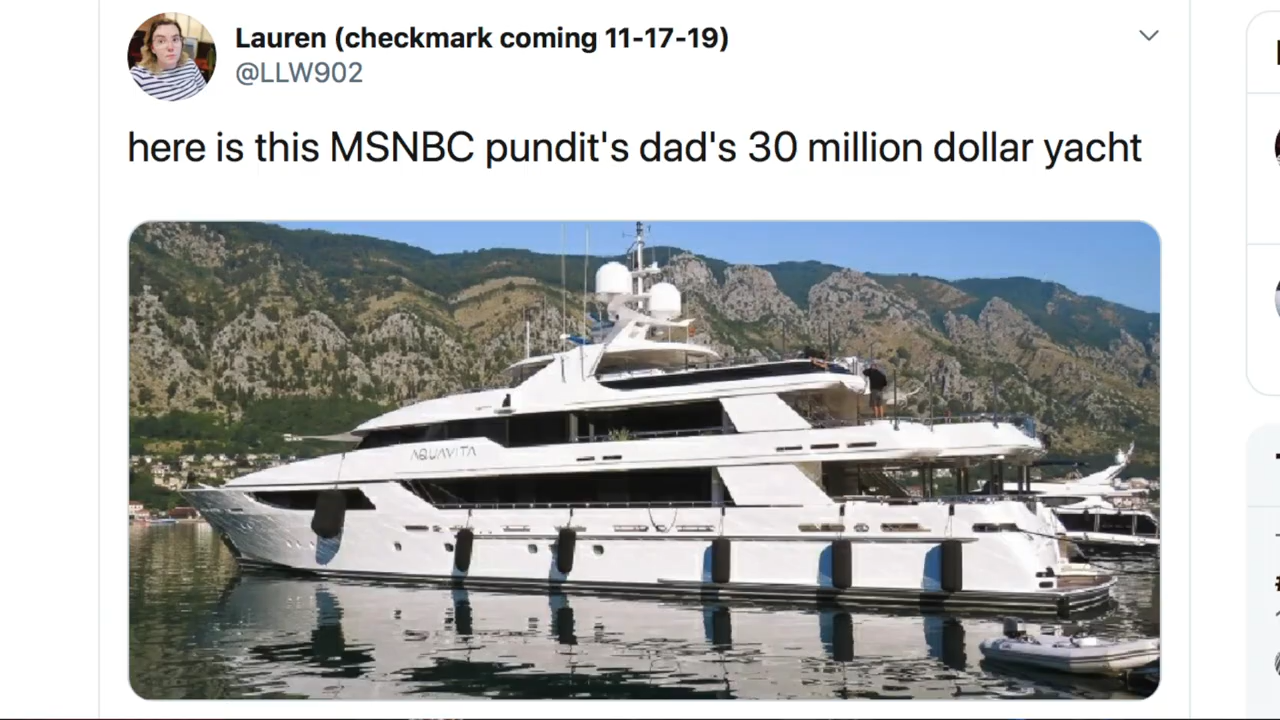 Lauren (checkmark coming 11-17-19)
@LLW902
here is this MSNBC pundit's dad's 30 million dollar yacht
AQUAVITA